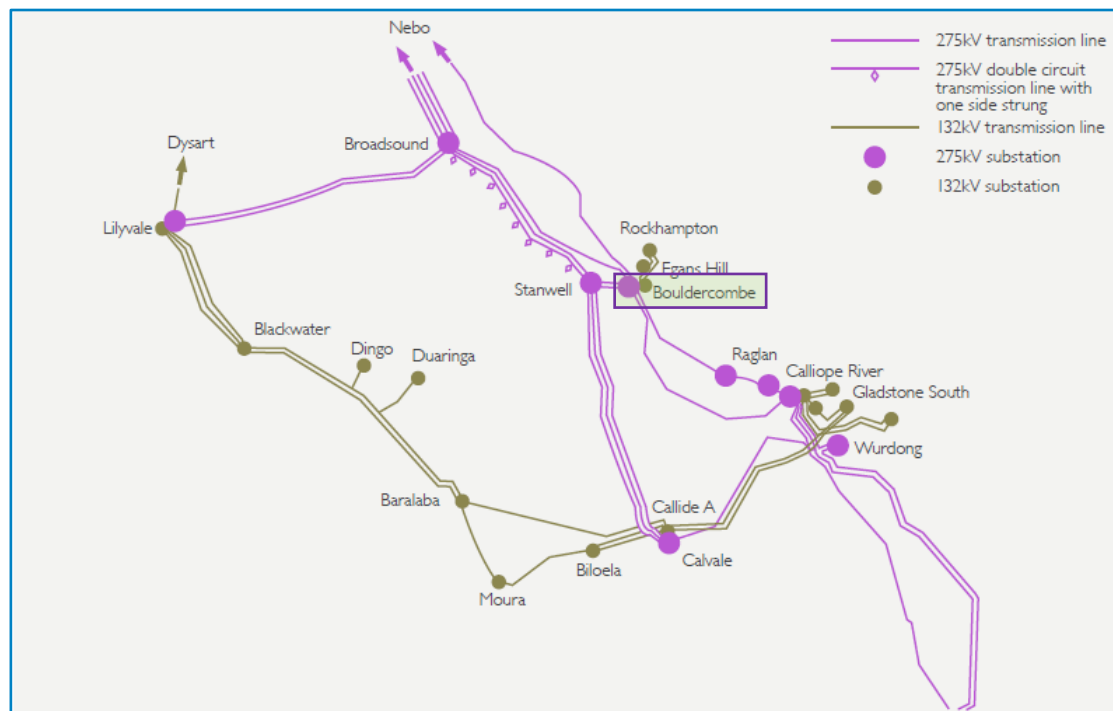 Nebo
275kV transmission line
275kV double circuit
transmission line with
one side strung
132kV transmission line
275kV substation
132kV substation
Dysart
Broadsound
Lilyvale
Rockhampton
Egans Hill
Stanwell
Bouldercombe
Blackwater
Dingo
Duaringa
Raglan
Calliope River
Gladstone South
Wurdong
Baralaba
Callide A
Biloela
Calvale
Moura